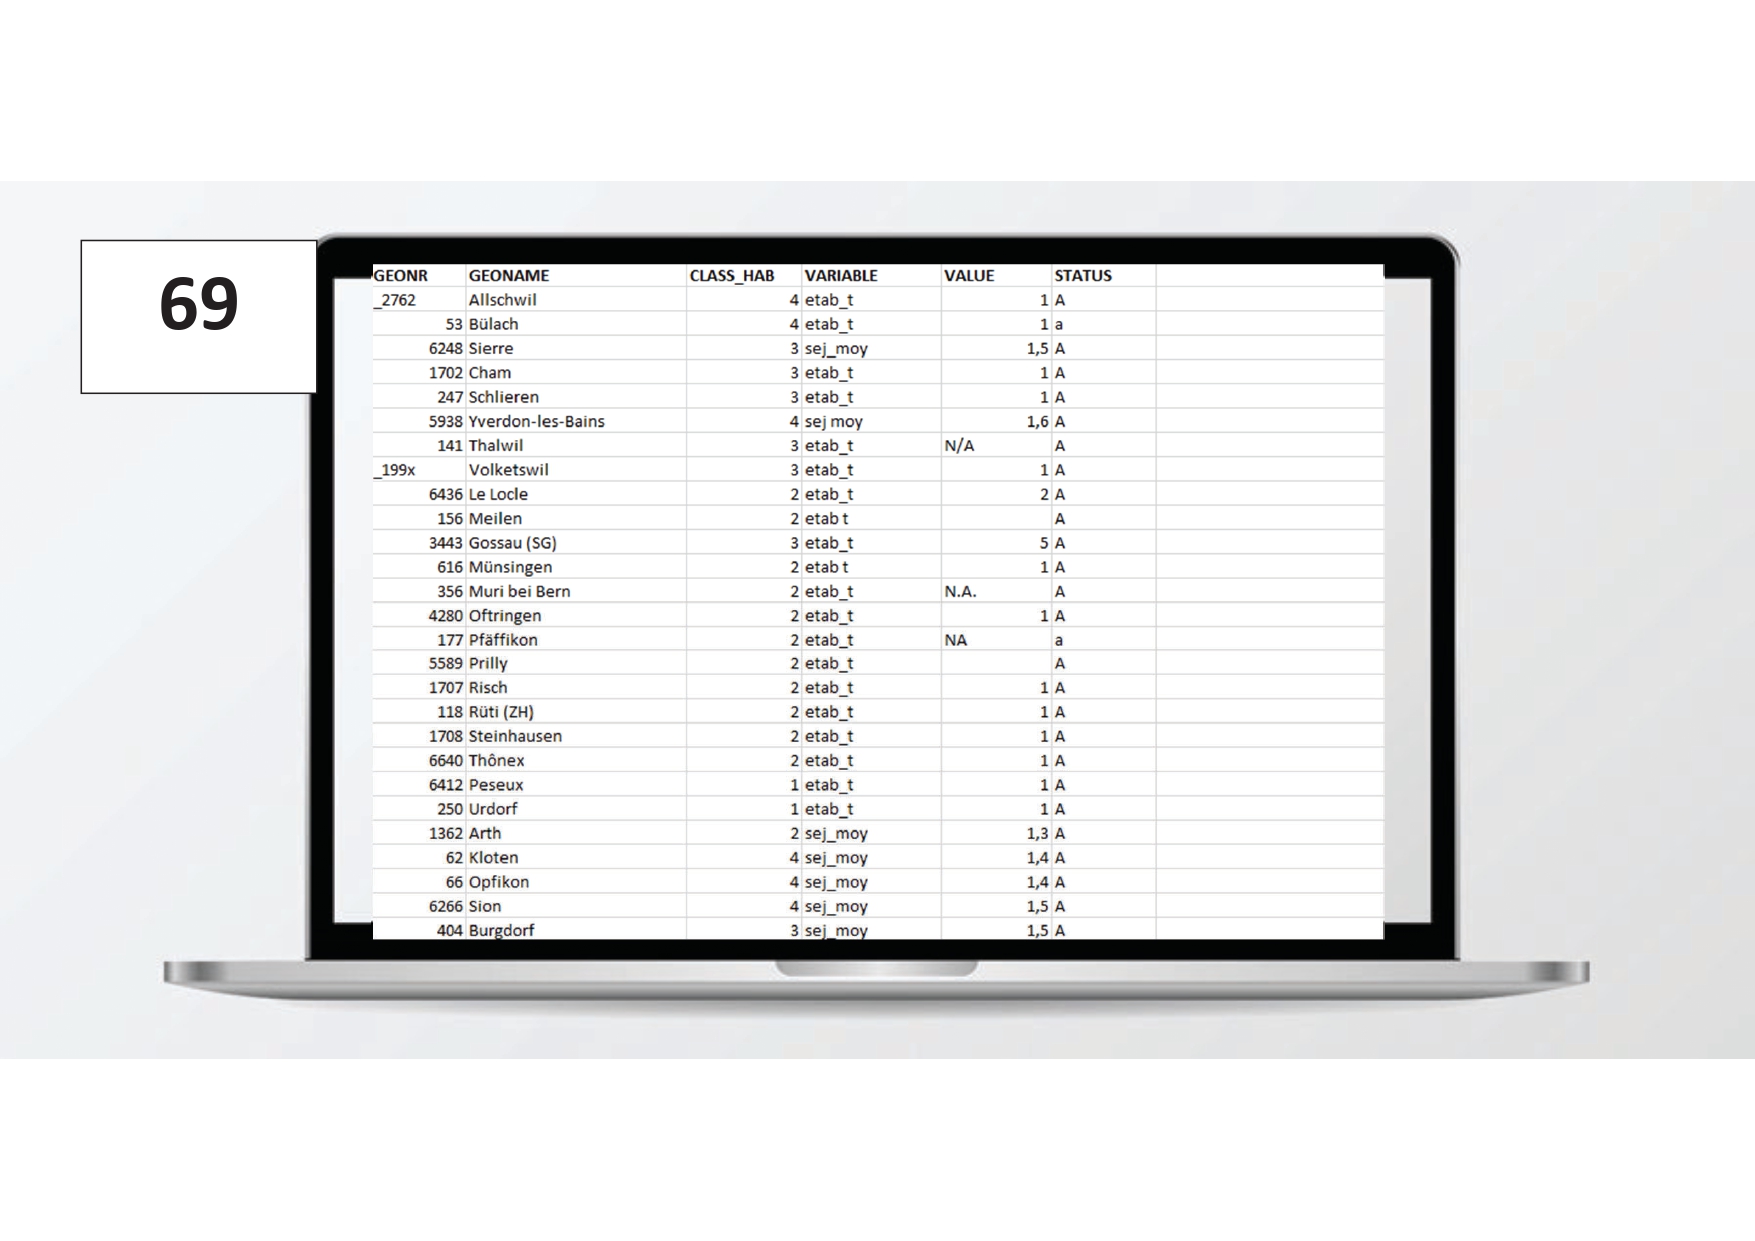 69
GEONR GEONAME CLASS_HAB VARIABLE VALUE STATUS
_2762 Allschwil 4 etab_t 1 A
53 Bülach 4 etab_t 1 a
6248 Sierre 3 sej_moy 1,5 A
1702 Cham 3 etab_t 1 A
247 Schlieren 3 etab_t 1 A
5938 Yverdon-les-Bains 4 sej moy 1,6 A
141 Thalwil 3 etab_t N/A A
_199x Volketswil 3 etab_t 1 A
6436 Le Locle 2 etab_t 2 A
156 Meilen 2 etab t A
3443 Gossau (SG) 3 etab_t 5 A
616 Münsingen 2 etab t 1 A
356 Muri bei Bern 2 etab_t N.A. A
4280 Oftringen 2 etab_t 1 A
177 Pfäffikon 2 etab_t NA a
5589 Prilly 2 etab_t A
1707 Risch 2 etab_t 1 A
118 Rüti (ZH) 2 etab_t 1 A
1708 Steinhausen 2 etab_t 1 A
6640 Thônex 2 etab_t 1 A
6412 Peseux 1 etab_t 1 A
250 Urdorf 1 etab_t 1 A
1362 Arth 2 sej_moy 1,3 A
62 Kloten 4 sej_moy 1,4 A
66 Opfikon 4 sej_moy 1,4 A
6266 Sion 4 sej_moy 1,5 A
404 Burgdorf 3 sej_moy 1,5 A